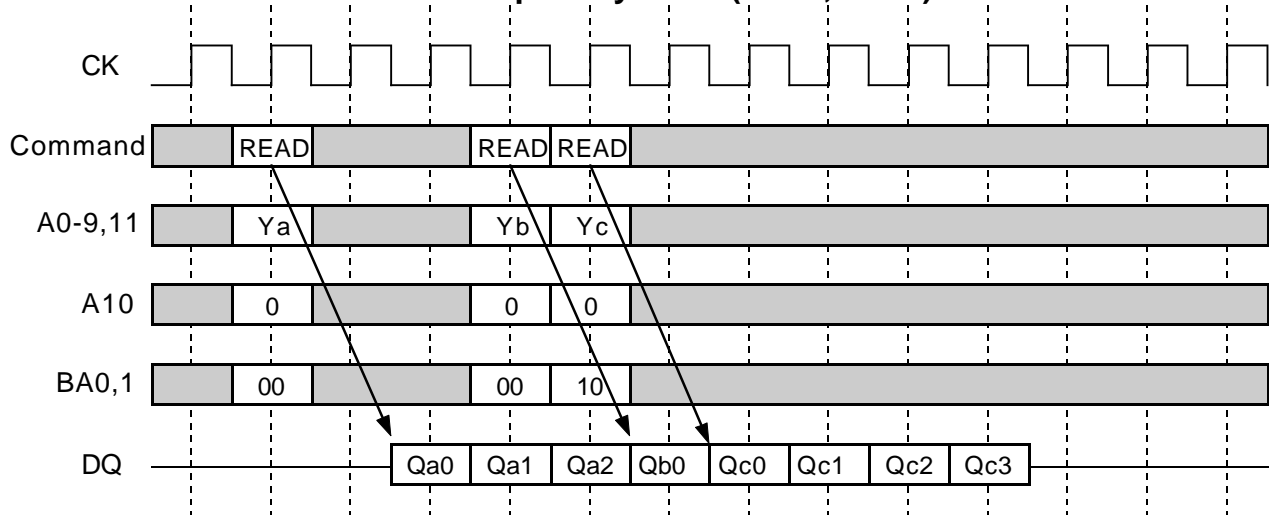 CK
Command READ READ READ
A0-9,11 Ya Yb Yc
A10 0 0 0
BA0,1 00 00 10
DQ Qa0 Qa1 Qa2 Qb0 Qc0 Qc1 Qc2 Qc3